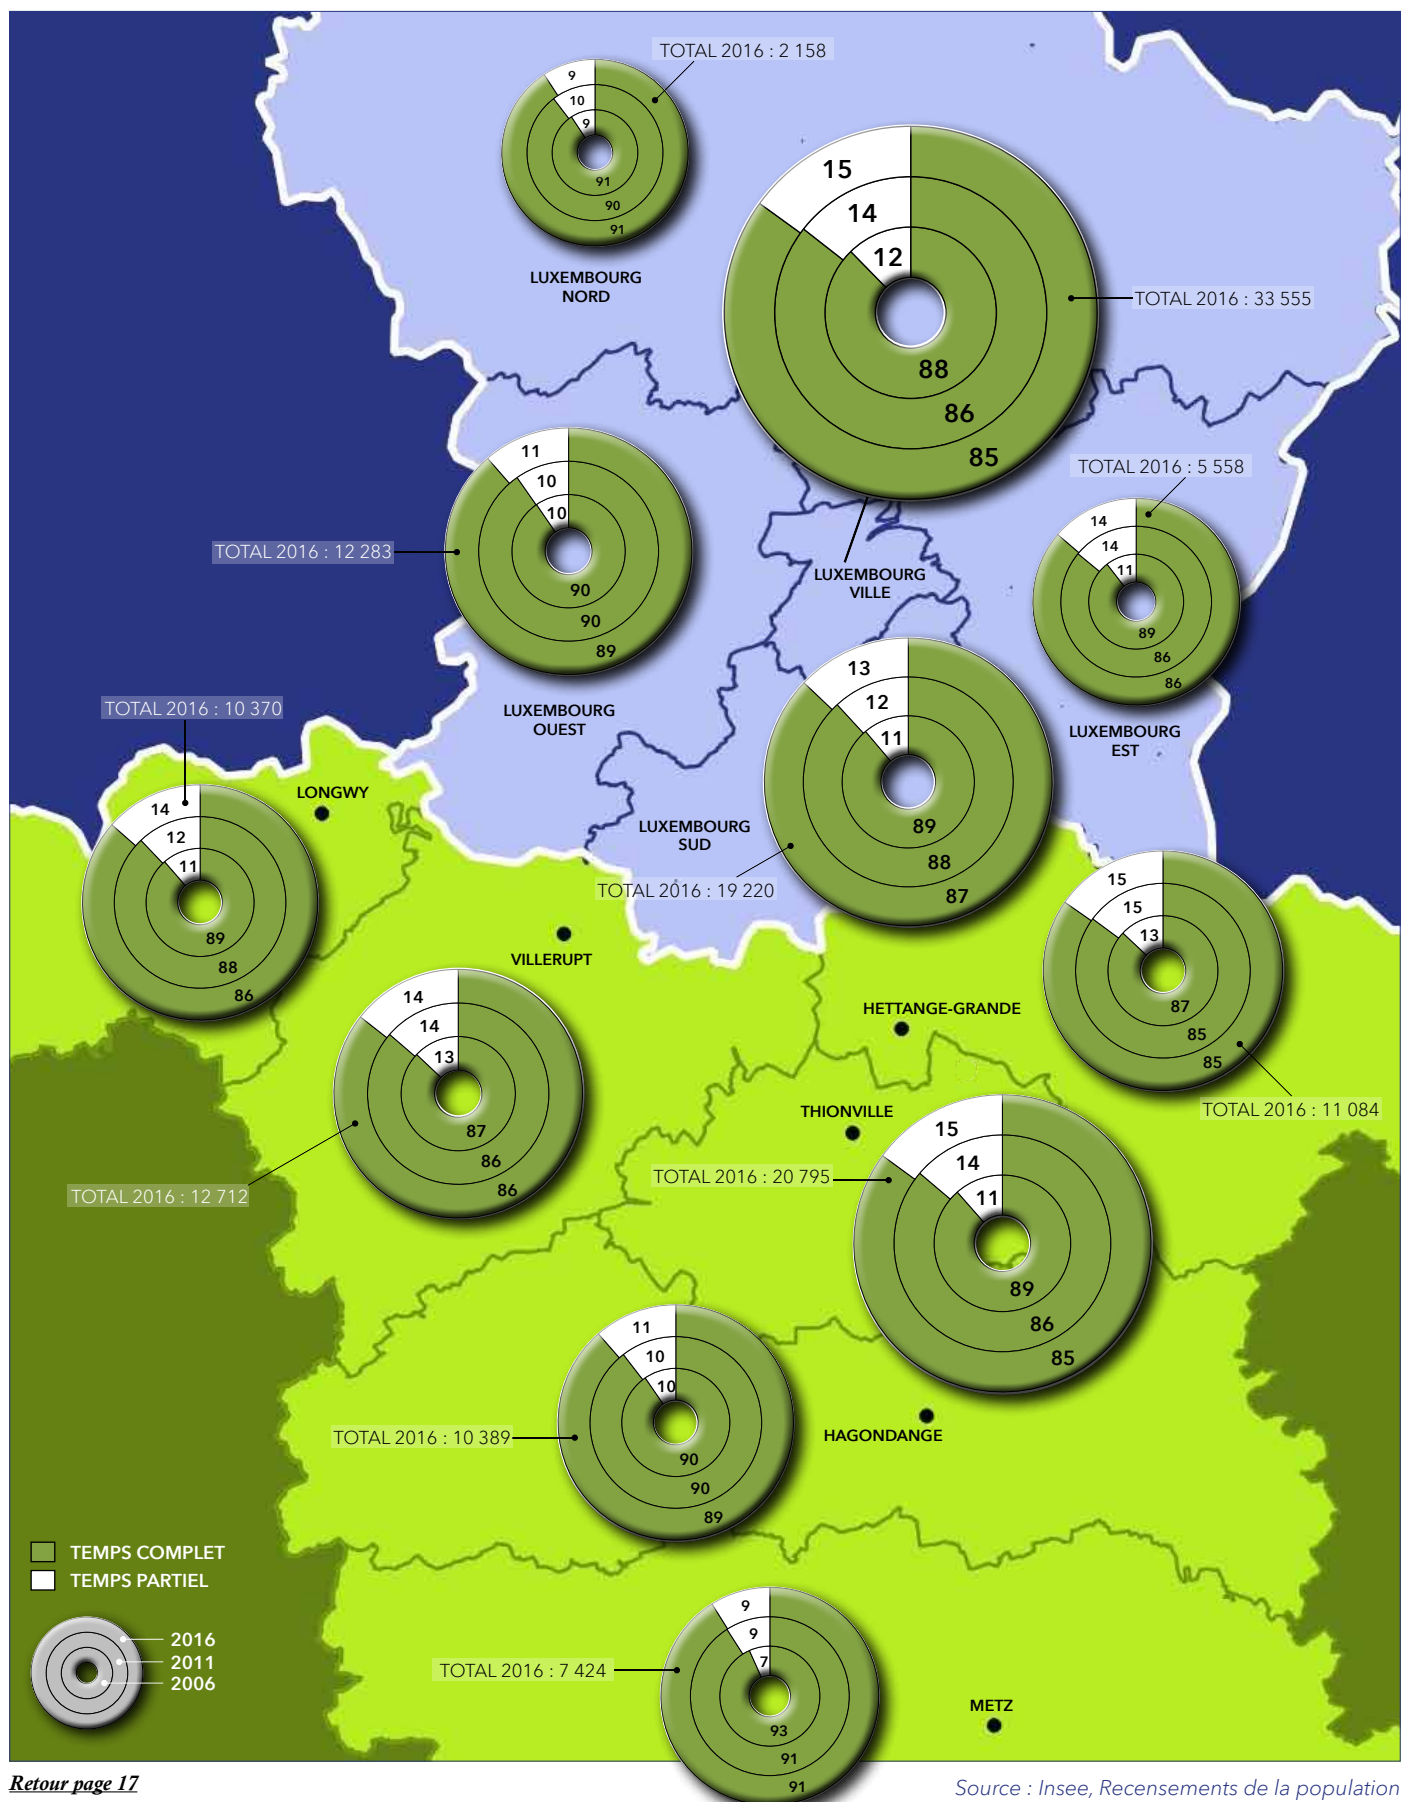 TOTAL 2016 : 2 158
9
10
9
91
90
91
LUXEMBOURG
NORD
15
14
12
88
86
85
TOTAL 2016 : 33 555
LUXEMBOURG
VILLE
11
10
10
90
90
89
TOTAL 2016 : 12 283
LUXEMBOURG
OUEST
TOTAL 2016 : 5 558
14
14
11
89
86
86
LUXEMBOURG
EST
13
12
11
89
88
87
LUXEMBOURG
SUD
TOTAL 2016 : 19 220
TOTAL 2016 : 10 370
14
12
11
89
88
86
LONGWY
VILLERUPT
14
14
13
87
86
86
TOTAL 2016 : 12 712
HETTANGE-GRANDE
15
15
13
87
85
85
TOTAL 2016 : 11 084
THIONVILLE
15
14
11
89
86
85
TOTAL 2016 : 20 795
11
10
10
90
90
89
TOTAL 2016 : 10 389
HAGONDANGE
9
9
7
93
91
91
TOTAL 2016 : 7 424
METZ
TEMPS COMPLET
TEMPS PARTIEL
2016
2011
2006
Retour page 17
Source : Insee, Recensements de la population